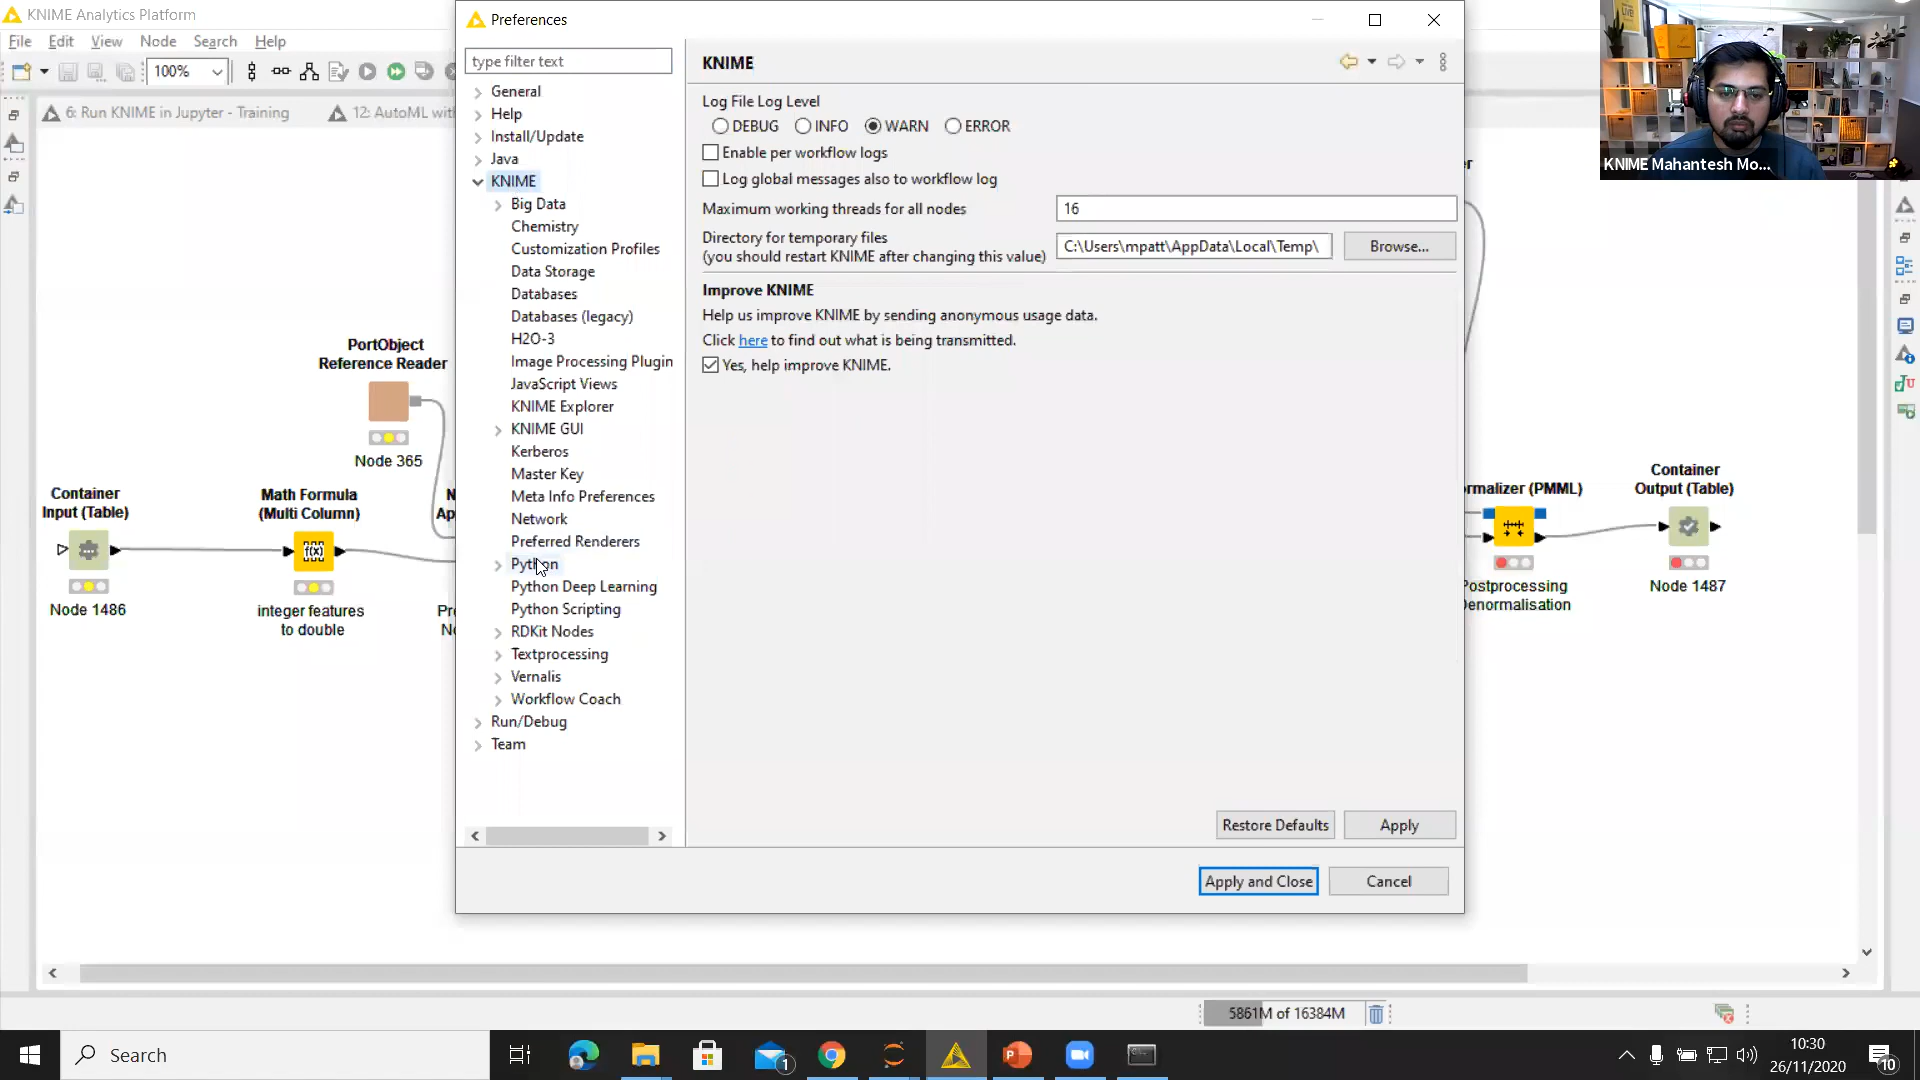 KNIME Analytics Platform
File Edit View Node Search Help
100%
6: Run KNIME in Jupyter - Training
12: AutoML wit
Preferences
type filter text
General
Help
Install/Update
Java
KNIME
Big Data
Chemistry
Customization Profiles
Data Storage
Databases
Databases (legacy)
H2O-3
Image Processing Plugin
JavaScript Views
KNIME Explorer
KNIME GUI
Kerberos
Master Key
Meta Info Preferences
Network
Preferred Renderers
Python
Python Deep Learning
Python Scripting
RDKit Nodes
Textprocessing
Vernalis
Workflow Coach
Run/Debug
Team
KNIME
Log File Log Level
DEBUG INFO WARN ERROR
Enable per workflow logs
Log global messages also to workflow log
Maximum working threads for all nodes
16
Directory for temporary files
(you should restart KNIME after changing this value)
C:\Users\mpatt\AppData\Local\Temp\
Browse...
Improve KNIME
Help us improve KNIME by sending anonymous usage data.
Click here to find out what is being transmitted.
Yes, help improve KNIME.
Restore Defaults
Apply
Apply and Close
Cancel
PortObject
Reference Reader
Node 365
Container
Input (Table)
Node 1486
Math Formula
(Multi Column)
f(x)
integer features
to double
N
Ap
Pr
N
er
rmalizer (PMML)
Postprocessing
Denormalisation
Container
Output (Table)
Node 1487
KNIME Mahantesh Mo...
5861M of 16384M
Search
1
10:30
26/11/2020
10